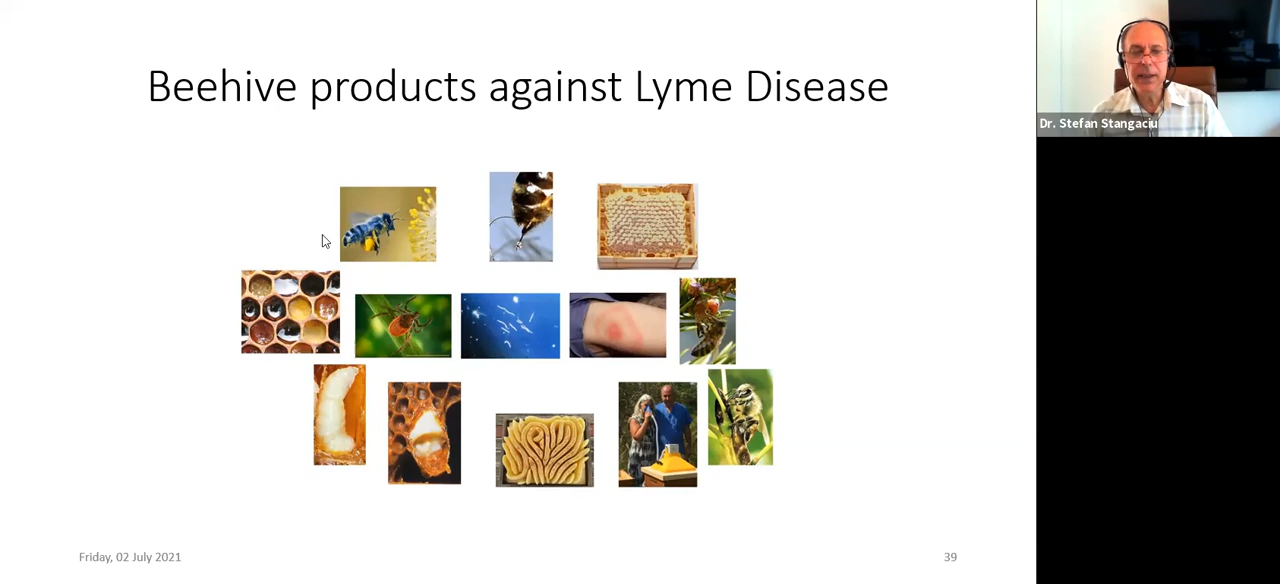 Beehive products against Lyme Disease
Dr. Stefan Stangaciu
Friday, 02 July 2021
39